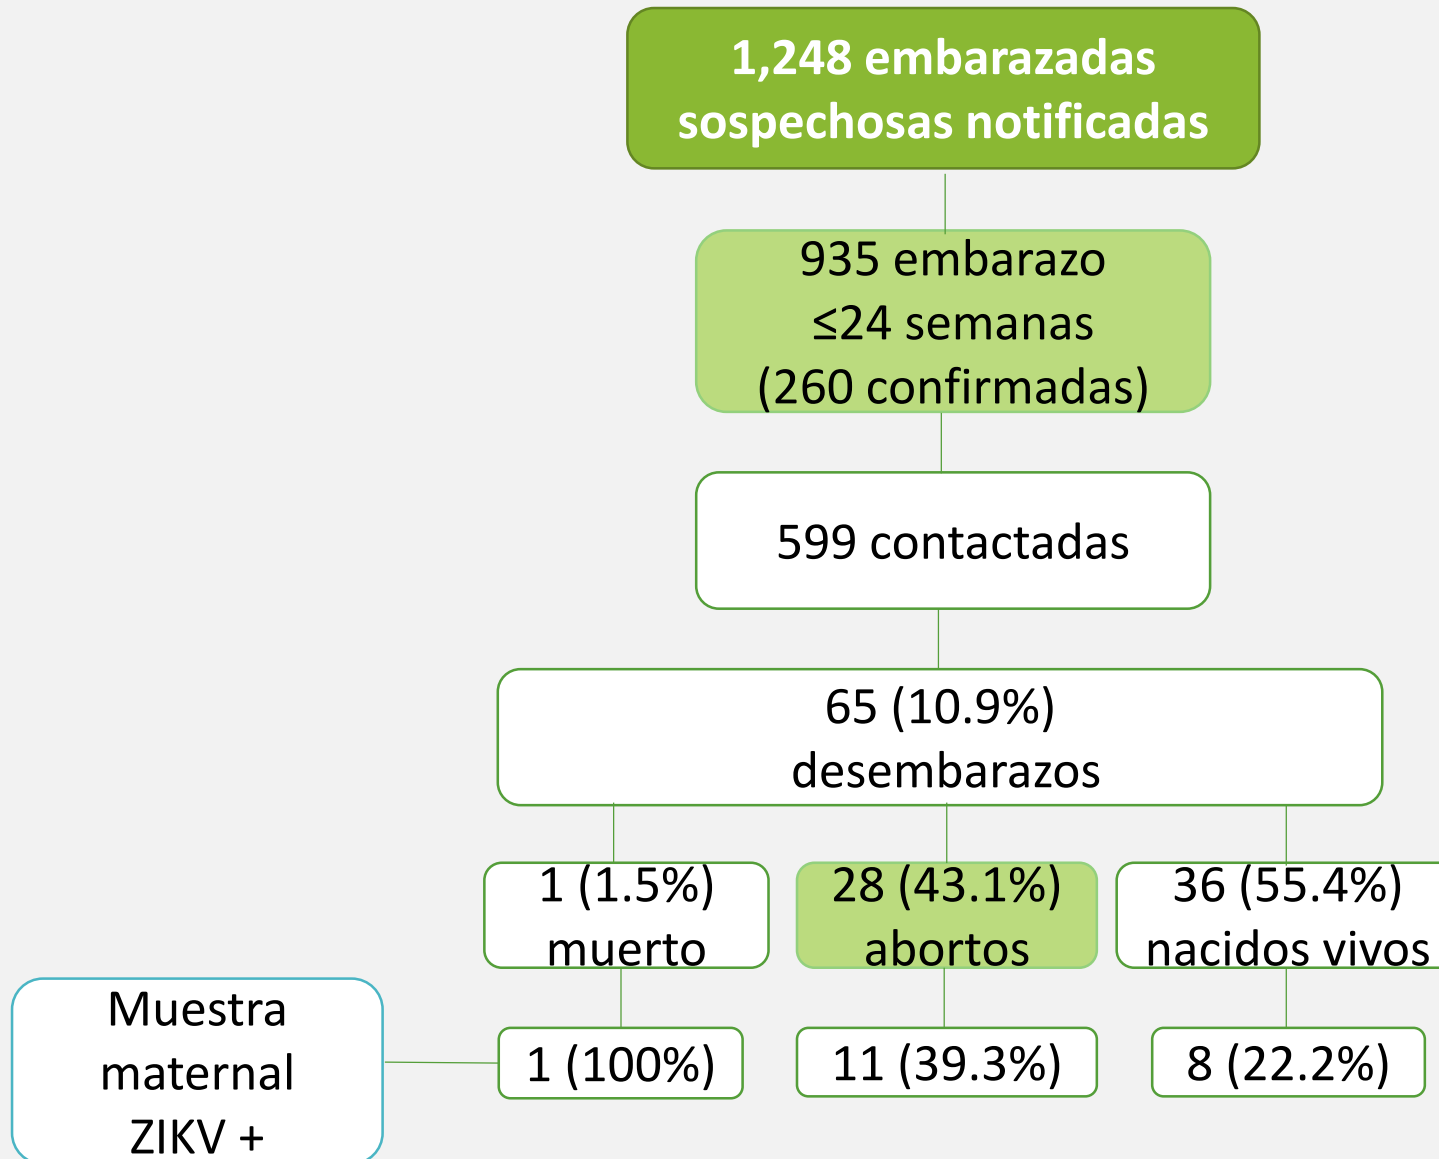 1,248 embarazadas
sospechosas notificadas
935 embarazo
≤24 semanas
(260 confirmadas)
599 contactadas
65 (10.9%)
desembarazos
1 (1.5%)
muerto
28 (43.1%)
abortos
36 (55.4%)
nacidos vivos
Muestra
maternal
ZIKV +
1 (100%)
11 (39.3%)
8 (22.2%)